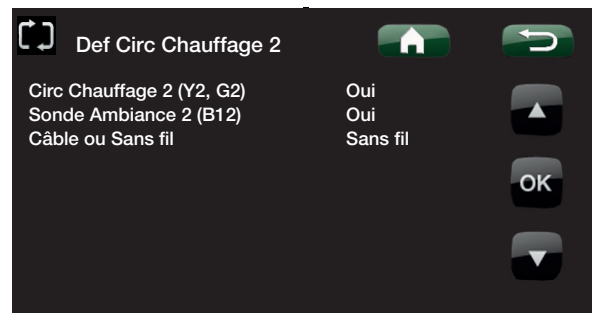 Def Circ Chauffage 2
Circ Chauffage 2 (Y2, G2) Oui
Sonde Ambiance 2 (B12) Oui
Câble ou Sans fil Sans fil
OK